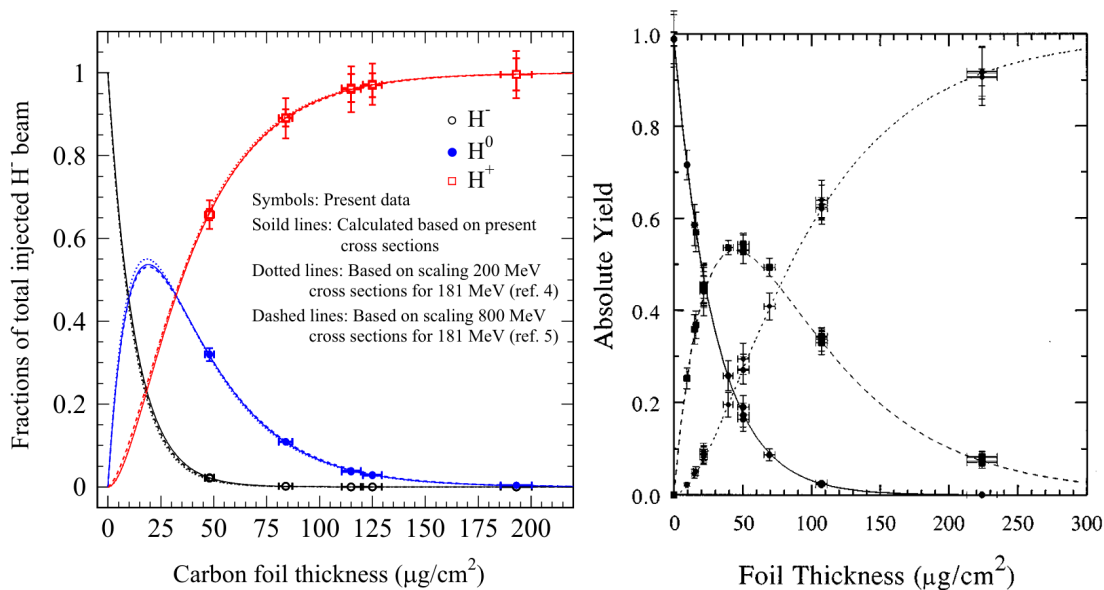 Fractions of total injected H⁻ beam
1
0.8
0.6
0.4
0.2
0
0 25 50 75 100 125 150 175 200
Carbon foil thickness (μg/cm²)
H⁻
H⁰
H⁺
Symbols: Present data
Soild lines: Calculated based on present
cross sections
Dotted lines: Based on scaling 200 MeV
cross sections for 181 MeV (ref. 4)
Dashed lines: Based on scaling 800 MeV
cross sections for 181 MeV (ref. 5)
Absolute Yield
1.0
0.8
0.6
0.4
0.2
0.0
0 50 100 150 200 250 300
Foil Thickness (μg/cm²)